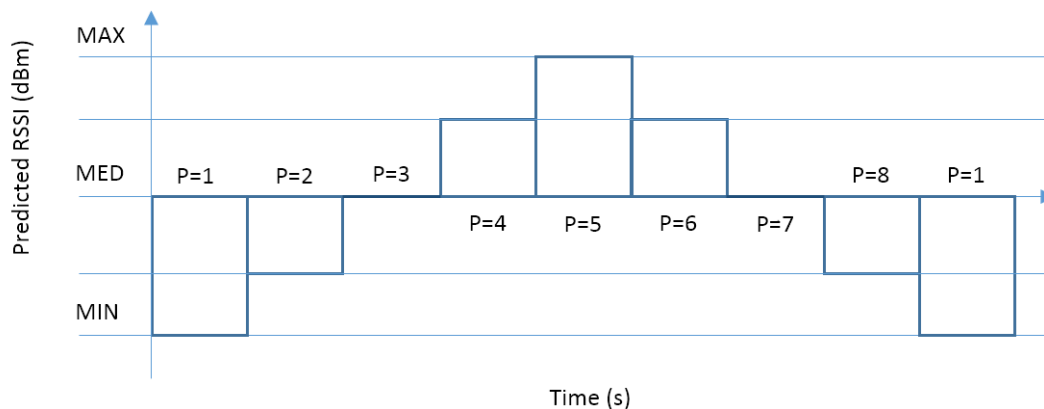 MAX
Predicted RSSI (dBm)
MED
P=1
P=2
P=3
P=8
P=1
P=4
P=5
P=6
P=7
MIN
Time (s)